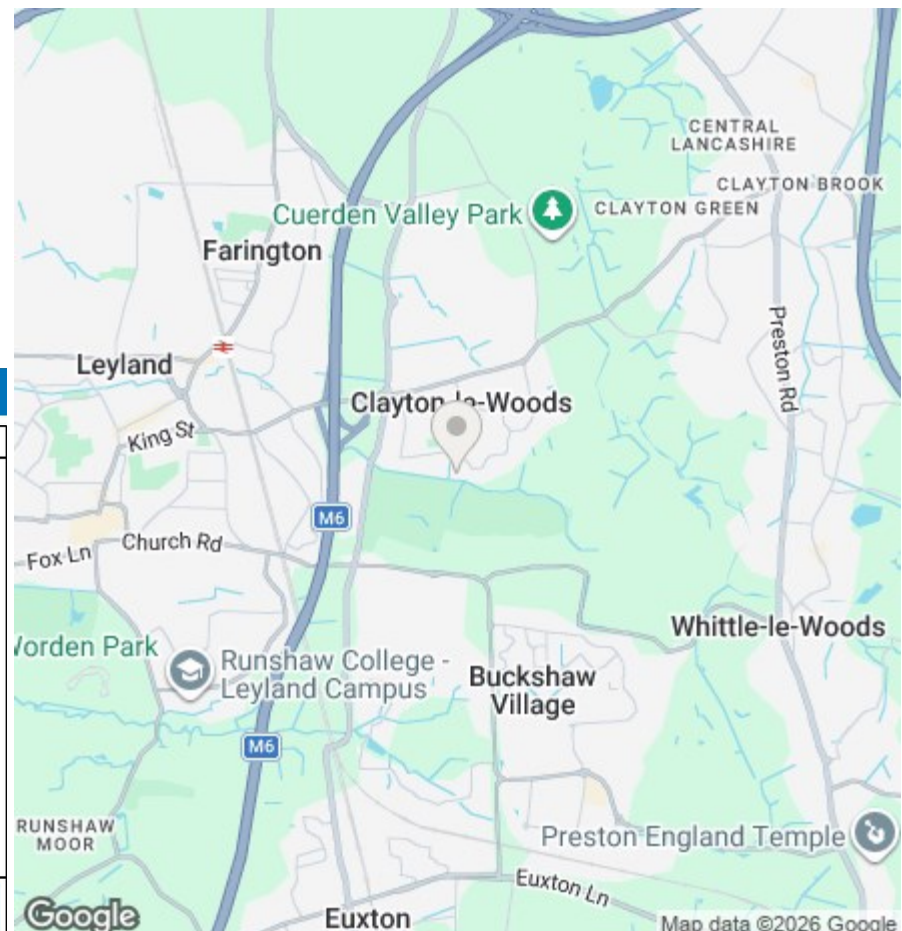 CENTRAL
LANCASHIRE
CLAYTON BROOK
Cuerden Valley Park
CLAYTON GREEN
Farington
Preston Rd
Leyland
Clayton-le-Woods
King St
M6
Fox Ln
Church Rd
Worden Park
Whittle-le-Woods
Runshaw College -
Leyland Campus
Buckshaw
Village
M6
RUNSHAW
MOOR
Preston England Temple
Euxton Ln
Google
Euxton
Map data ©2026 Google